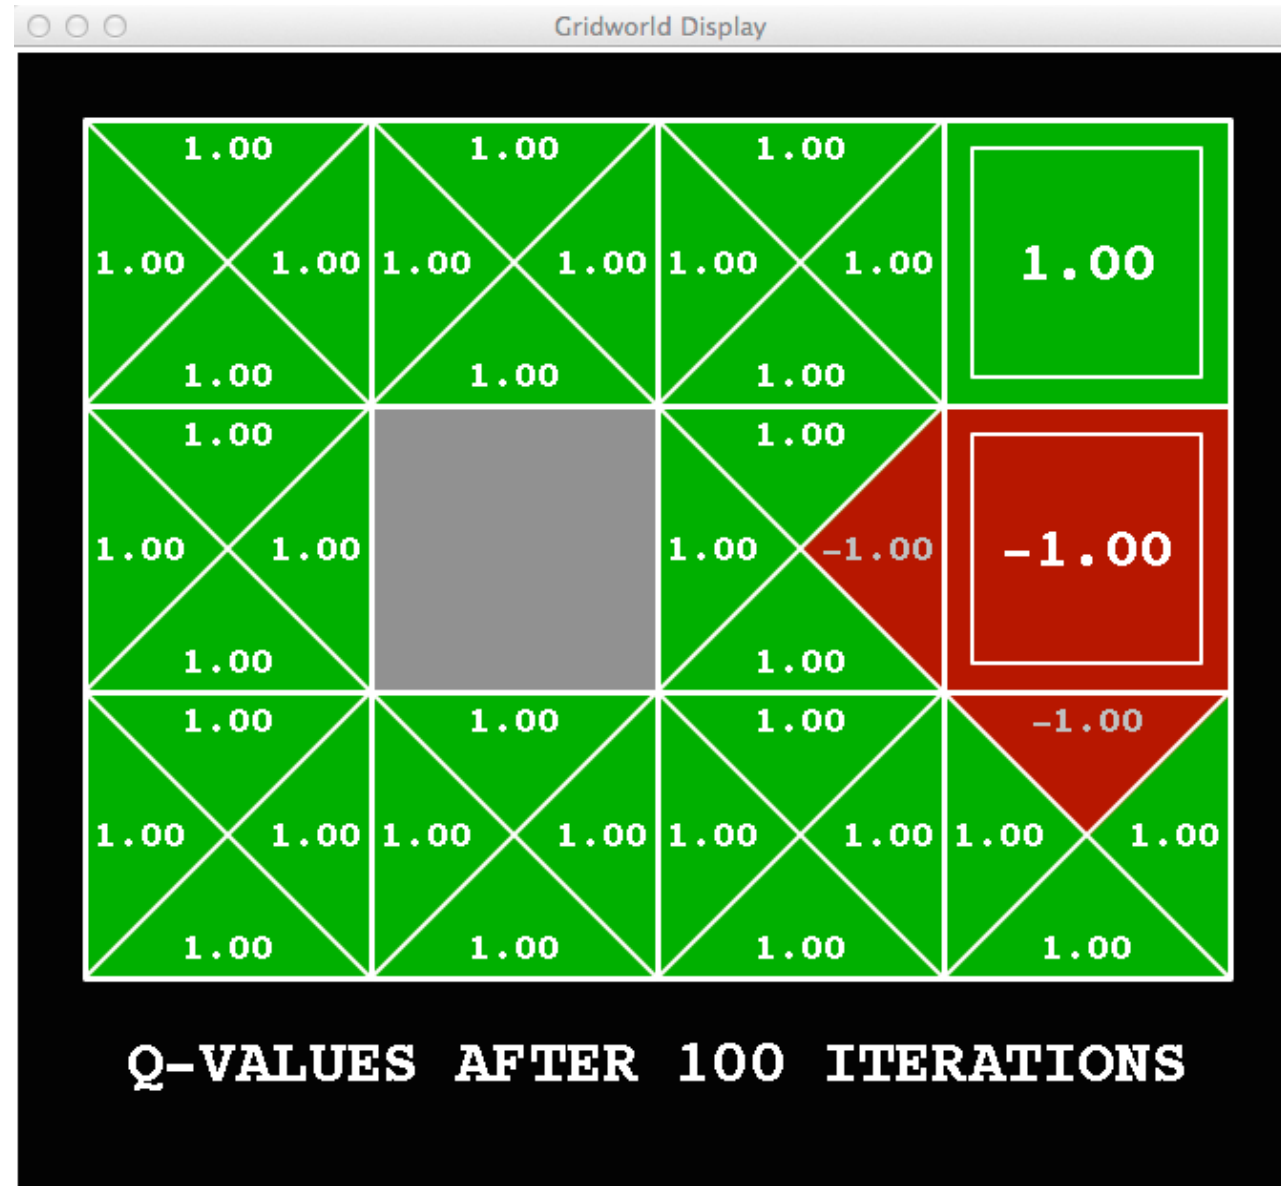 Gridworld Display
1.00 1.00 1.00
1.00 1.00 1.00 1.00 1.00 1.00 1.00
1.00 1.00 1.00
1.00 1.00
1.00 1.00 1.00 -1.00 -1.00
1.00 1.00
1.00 1.00 1.00 -1.00
1.00 1.00 1.00 1.00 1.00 1.00 1.00 1.00
1.00 1.00 1.00 1.00
Q-VALUES AFTER 100 ITERATIONS